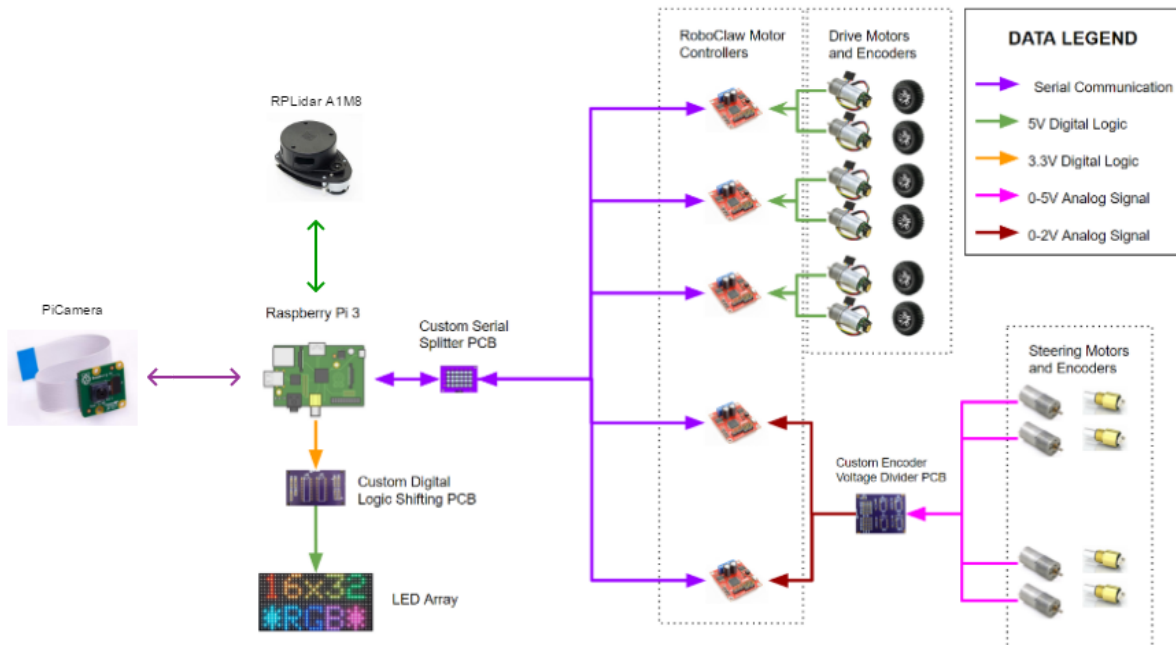 RoboClaw Motor
Controllers
Drive Motors
and Encoders
DATA LEGEND
Serial Communication
5V Digital Logic
3.3V Digital Logic
0-5V Analog Signal
0-2V Analog Signal
RPLidar A1M8
PiCamera
Raspberry Pi 3
Custom Serial
Splitter PCB
Steering Motors
and Encoders
Custom Encoder
Voltage Divider PCB
Custom Digital
Logic Shifting PCB
16x32
*RGB*
LED Array